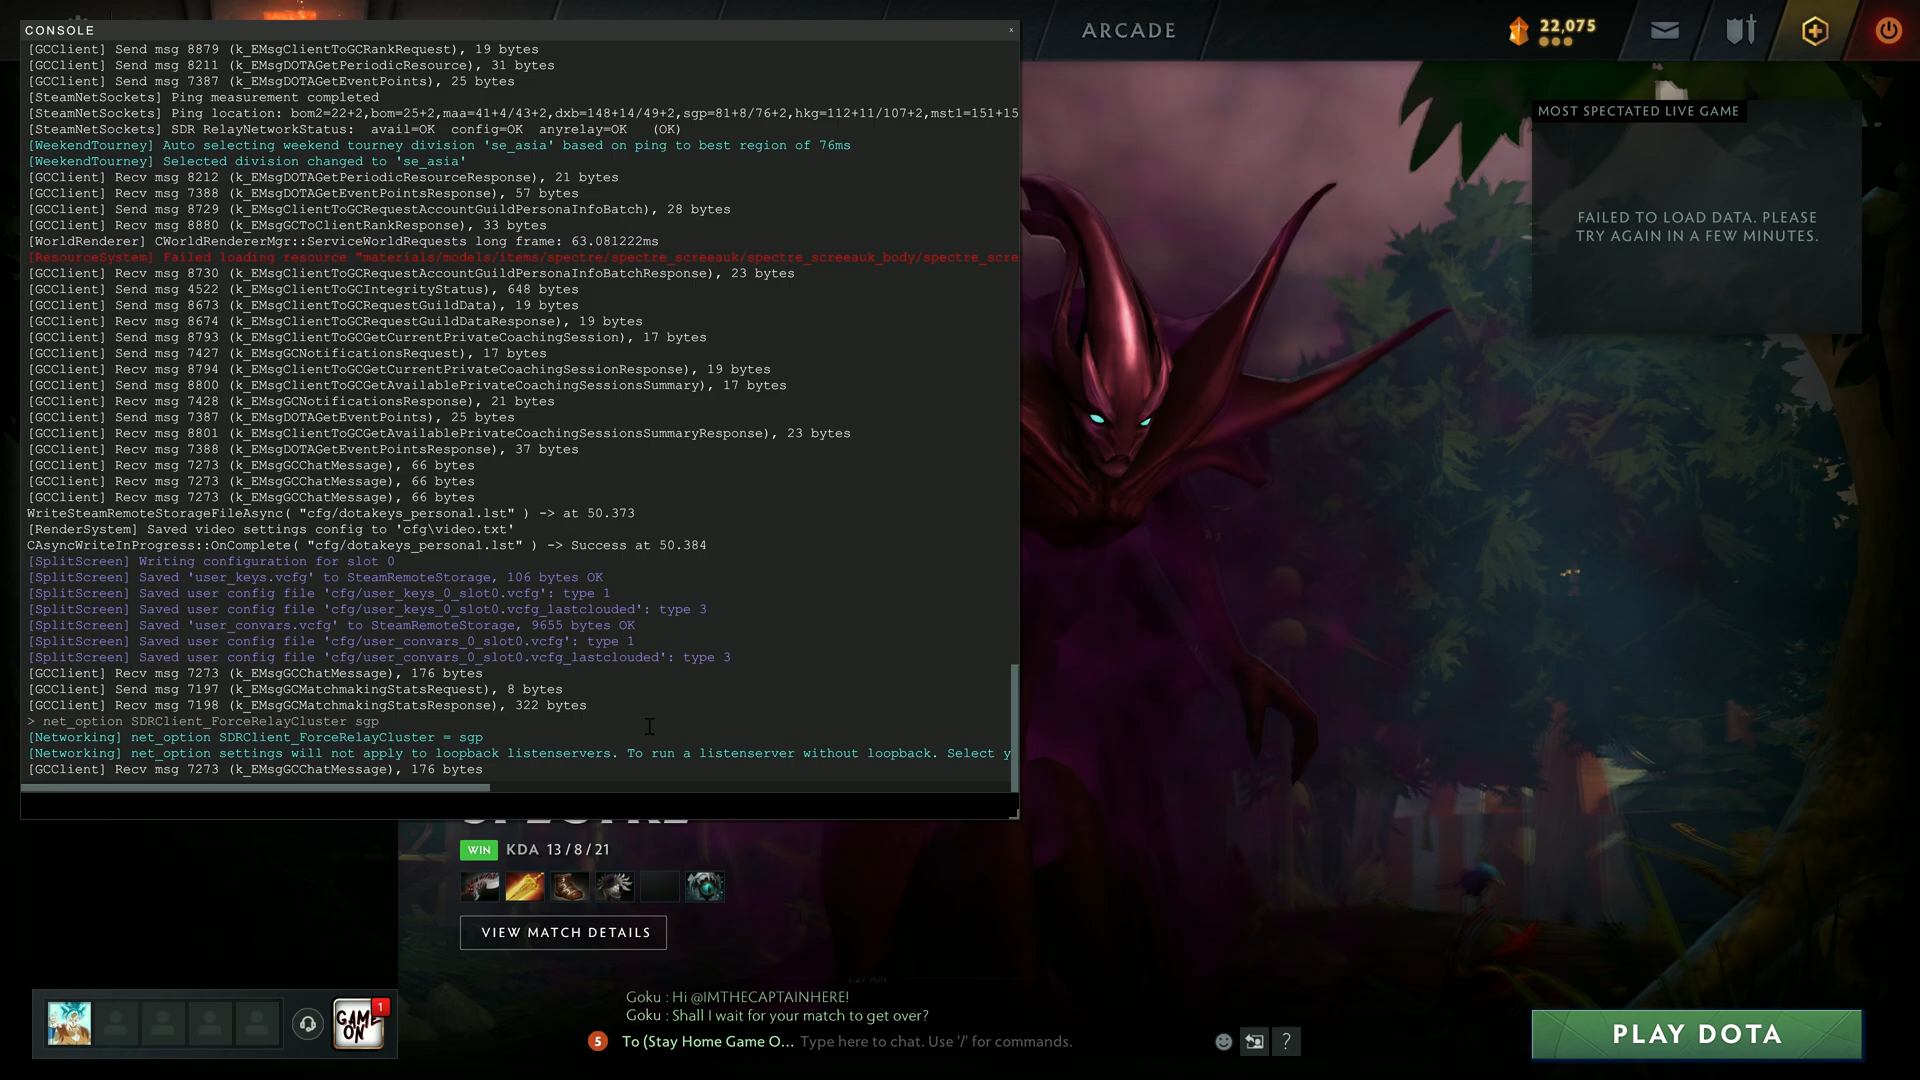 CONSOLE
x
[GCClient] Send msg 8879 (k_EMsgClientToGCRankRequest), 19 bytes
[GCClient] Send msg 8211 (k_EMsgDOTAGetPeriodicResource), 31 bytes
[GCClient] Send msg 7387 (k_EMsgDOTAGetEventPoints), 25 bytes
[SteamNetSockets] Ping measurement completed
[SteamNetSockets] Ping location: bom2=22+2,bom=25+2,maa=41+4/43+2,dxb=148+14/49+2,sgp=81+8/76+2,hkg=112+11/107+2,mst1=151+15
[SteamNetSockets] SDR RelayNetworkStatus:  avail=OK  config=OK  anyrelay=OK   (OK)
[WeekendTourney] Auto selecting weekend tourney division 'se_asia' based on ping to best region of 76ms
[WeekendTourney] Selected division changed to 'se_asia'
[GCClient] Recv msg 8212 (k_EMsgDOTAGetPeriodicResourceResponse), 21 bytes
[GCClient] Recv msg 7388 (k_EMsgDOTAGetEventPointsResponse), 57 bytes
[GCClient] Send msg 8729 (k_EMsgClientToGCRequestAccountGuildPersonaInfoBatch), 28 bytes
[GCClient] Recv msg 8880 (k_EMsgGCToClientRankResponse), 33 bytes
[WorldRenderer] CWorldRendererMgr::ServiceWorldRequests long frame: 63.081222ms
[ResourceSystem] Failed loading resource "materials/models/items/spectre/spectre_screeauk/spectre_screeauk_body/spectre_scre
[GCClient] Recv msg 8730 (k_EMsgClientToGCRequestAccountGuildPersonaInfoBatchResponse), 23 bytes
[GCClient] Send msg 4522 (k_EMsgClientToGCIntegrityStatus), 648 bytes
[GCClient] Send msg 8673 (k_EMsgClientToGCRequestGuildData), 19 bytes
[GCClient] Recv msg 8674 (k_EMsgClientToGCRequestGuildDataResponse), 19 bytes
[GCClient] Send msg 8793 (k_EMsgClientToGCGetCurrentPrivateCoachingSession), 17 bytes
[GCClient] Send msg 7427 (k_EMsgGCNotificationsRequest), 17 bytes
[GCClient] Recv msg 8794 (k_EMsgClientToGCGetCurrentPrivateCoachingSessionResponse), 19 bytes
[GCClient] Send msg 8800 (k_EMsgClientToGCGetAvailablePrivateCoachingSessionsSummary), 17 bytes
[GCClient] Recv msg 7428 (k_EMsgGCNotificationsResponse), 21 bytes
[GCClient] Send msg 7387 (k_EMsgDOTAGetEventPoints), 25 bytes
[GCClient] Recv msg 8801 (k_EMsgClientToGCGetAvailablePrivateCoachingSessionsSummaryResponse), 23 bytes
[GCClient] Recv msg 7388 (k_EMsgDOTAGetEventPointsResponse), 37 bytes
[GCClient] Recv msg 7273 (k_EMsgGCChatMessage), 66 bytes
[GCClient] Recv msg 7273 (k_EMsgGCChatMessage), 66 bytes
[GCClient] Recv msg 7273 (k_EMsgGCChatMessage), 66 bytes
WriteSteamRemoteStorageFileAsync( "cfg/dotakeys_personal.lst" ) -> at 50.373
[RenderSystem] Saved video settings config to 'cfg\video.txt'
CAsyncWriteInProgress::OnComplete( "cfg/dotakeys_personal.lst" ) -> Success at 50.384
[SplitScreen] Writing configuration for slot 0
[SplitScreen] Saved 'user_keys.vcfg' to SteamRemoteStorage, 106 bytes OK
[SplitScreen] Saved user config file 'cfg/user_keys_0_slot0.vcfg': type 1
[SplitScreen] Saved user config file 'cfg/user_keys_0_slot0.vcfg_lastclouded': type 3
[SplitScreen] Saved 'user_convars.vcfg' to SteamRemoteStorage, 9655 bytes OK
[SplitScreen] Saved user config file 'cfg/user_convars_0_slot0.vcfg': type 1
[SplitScreen] Saved user config file 'cfg/user_convars_0_slot0.vcfg_lastclouded': type 3
[GCClient] Recv msg 7273 (k_EMsgGCChatMessage), 176 bytes
[GCClient] Send msg 7197 (k_EMsgGCMatchmakingStatsRequest), 8 bytes
[GCClient] Recv msg 7198 (k_EMsgGCMatchmakingStatsResponse), 322 bytes
> net_option SDRClient_ForceRelayCluster sgp
[Networking] net_option SDRClient_ForceRelayCluster = sgp
[Networking] net_option settings will not apply to loopback listenservers. To run a listenserver without loopback. Select y
[GCClient] Recv msg 7273 (k_EMsgGCChatMessage), 176 bytes
ARCADE
22,075
MOST SPECTATED LIVE GAME
FAILED TO LOAD DATA. PLEASE
TRY AGAIN IN A FEW MINUTES.
SPECTRE
WIN KDA 13/8/21
VIEW MATCH DETAILS
GAME
ON
1
Goku : Hi @IMTHECAPTAINHERE!
Goku : Shall I wait for your match to get over?
5 To (Stay Home Game O... Type here to chat. Use '/' for commands.
?
PLAY DOTA